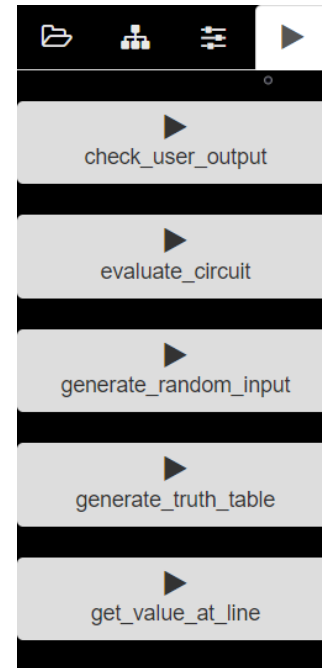 check_user_output
evaluate_circuit
generate_random_input
generate_truth_table
get_value_at_line